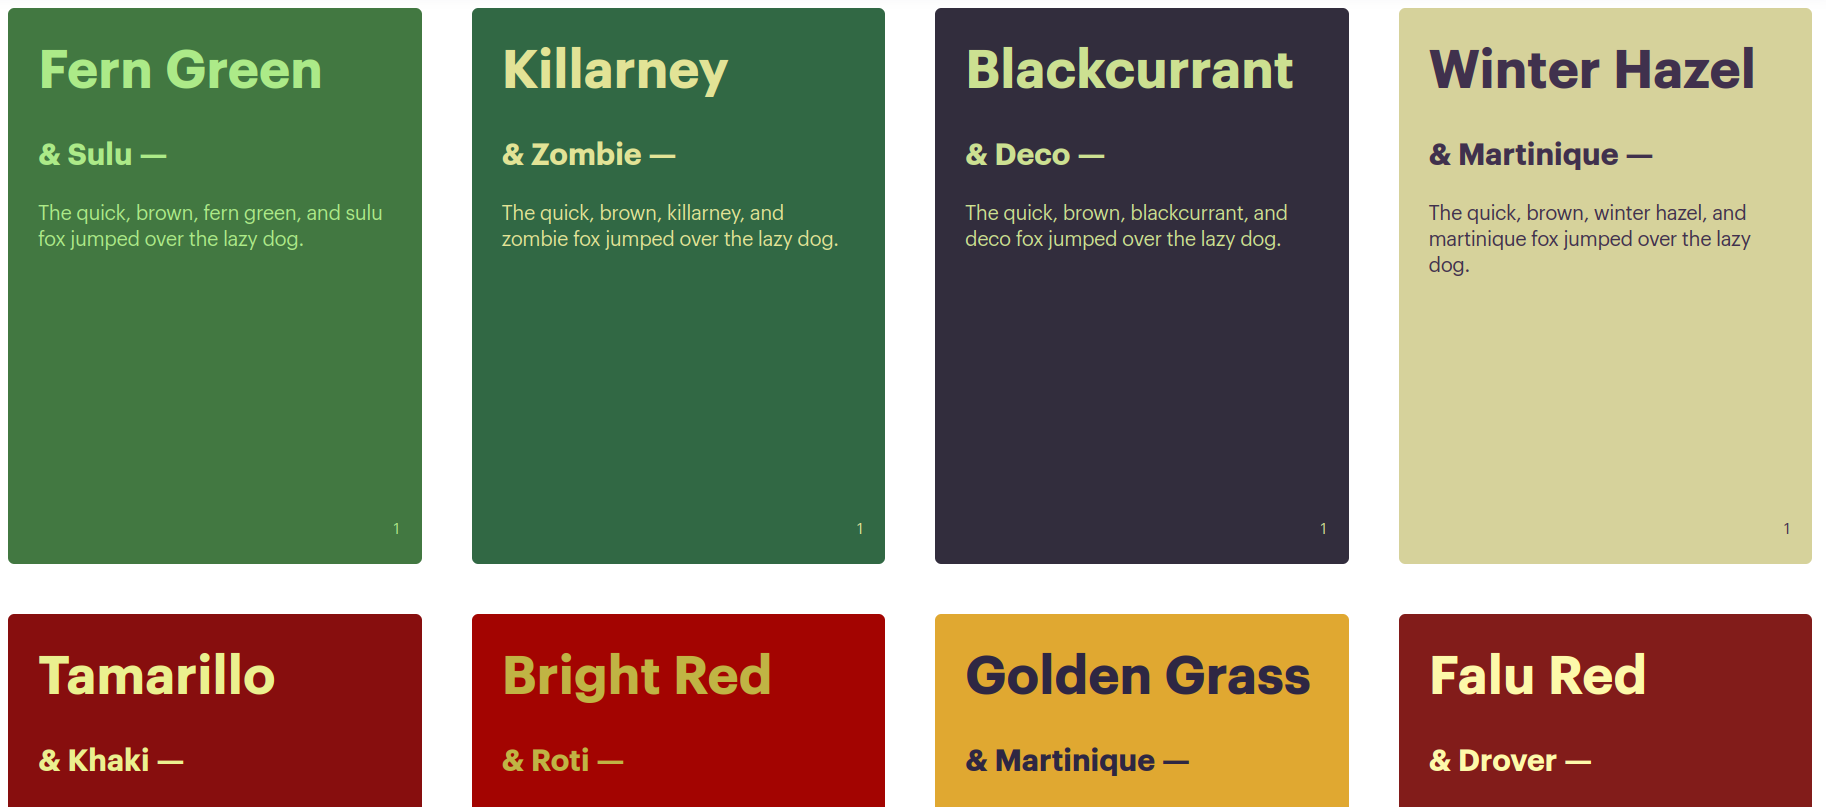 Fern Green
& Sulu —
The quick, brown, fern green, and sulu
fox jumped over the lazy dog.
1
Killarney
& Zombie —
The quick, brown, killarney, and
zombie fox jumped over the lazy dog.
1
Blackcurrant
& Deco —
The quick, brown, blackcurrant, and
deco fox jumped over the lazy dog.
1
Winter Hazel
& Martinique —
The quick, brown, winter hazel, and
martinique fox jumped over the lazy
dog.
1
Tamarillo
& Khaki —
Bright Red
& Roti —
Golden Grass
& Martinique —
Falu Red
& Drover —